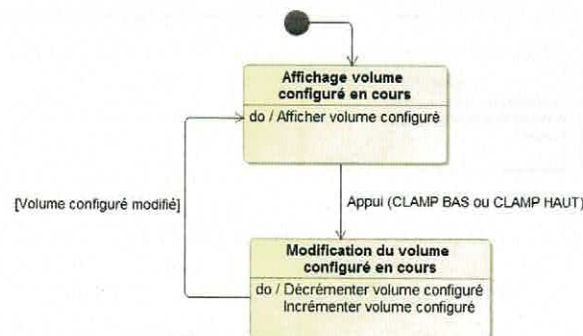 Affichage volume
configuré en cours
do / Afficher volume configuré
[Volume configuré modifié]
Appui (CLAMP BAS ou CLAMP HAUT)
Modification du volume
configuré en cours
do / Décrémenter volume configuré
Incrémenter volume configuré